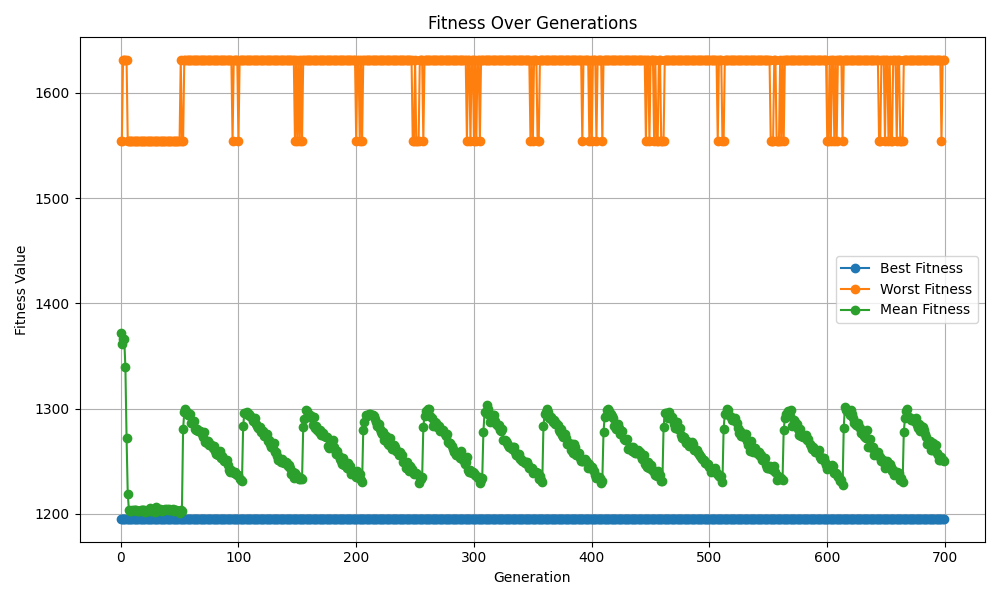 Fitness Over Generations
Fitness Value
1600
1500
1400
1300
1200
Best Fitness
Worst Fitness
Mean Fitness
0
100
200
300
400
500
600
700
Generation